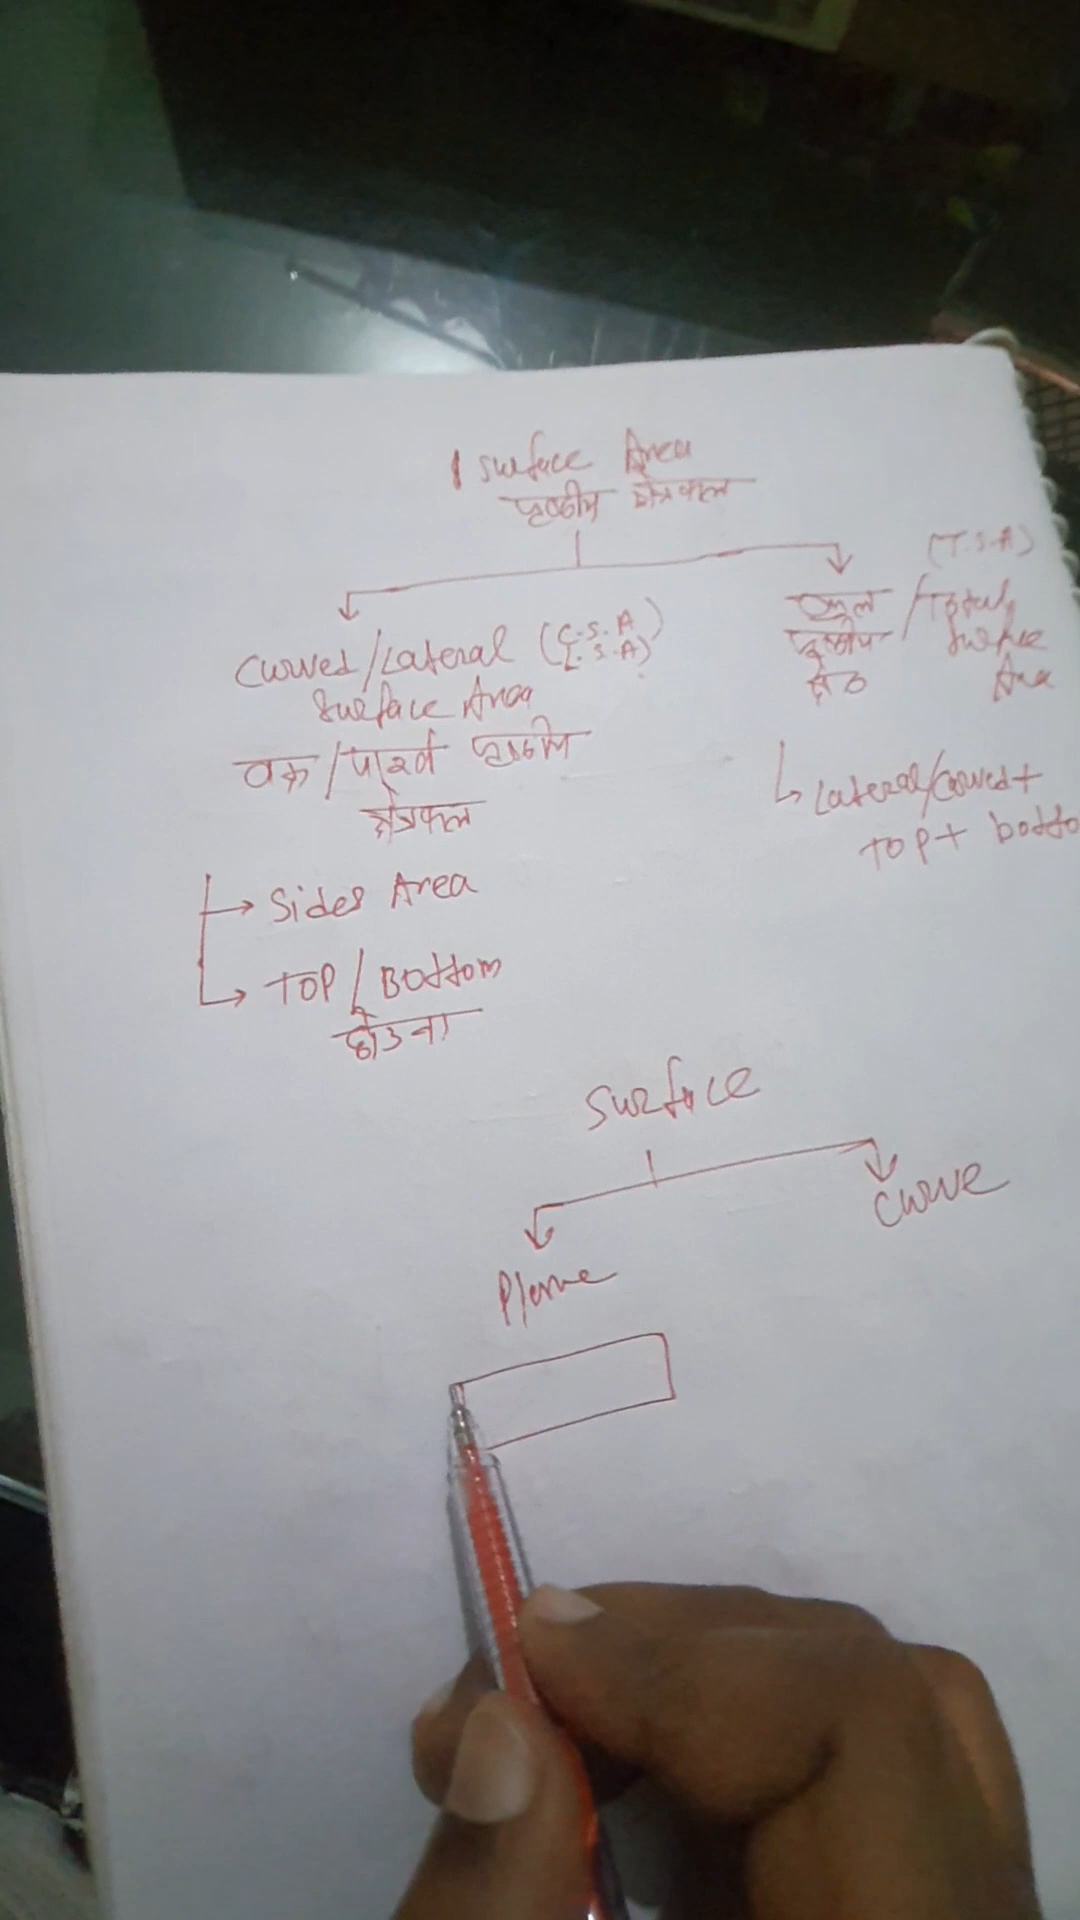 Surface Area
पृष्ठीय क्षेत्रफल
(T.S.A)
Curved/Lateral (C.S.A
L.S.A)
Surface Area
वक्र/पार्श्व पृष्ठीय
क्षेत्रफल
कुल / Total
पृष्ठीय Surface
क्षे० Area
Lateral/Curved +
TOP + botto
Sides Area
TOP / Bottom
छोडना
Surface
Plane
Curve